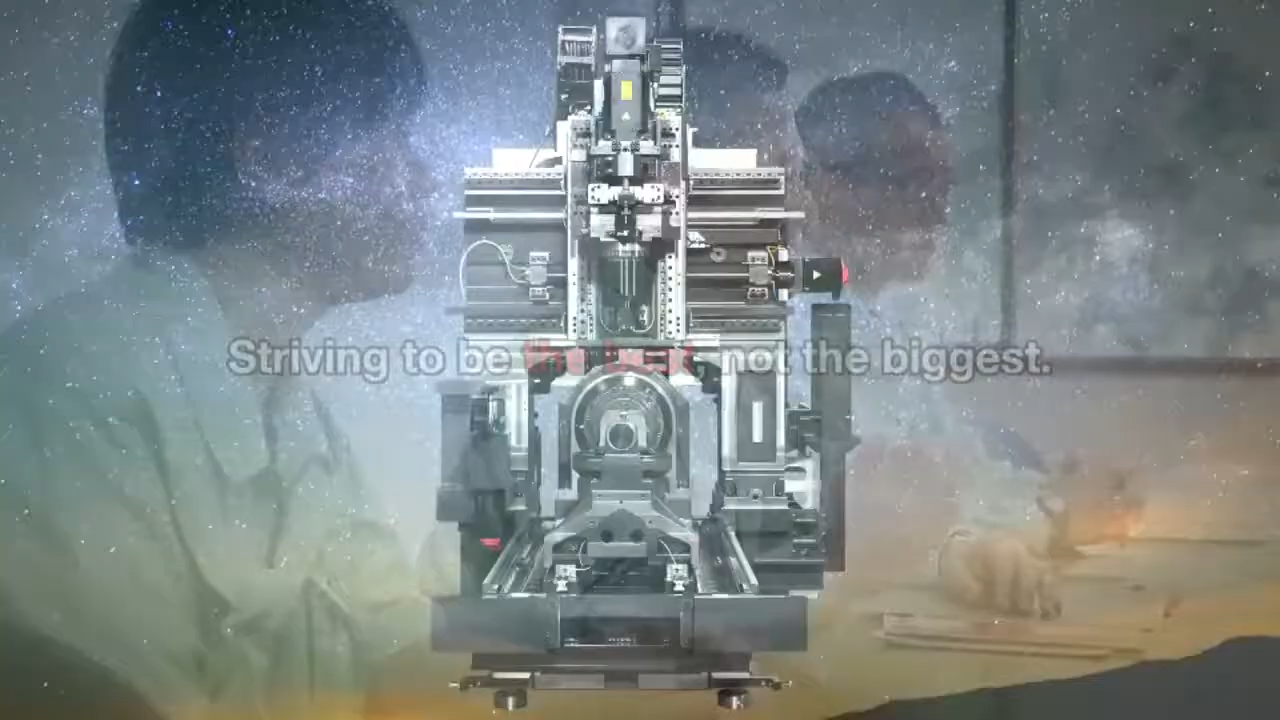 Striving to be the best, not the biggest.